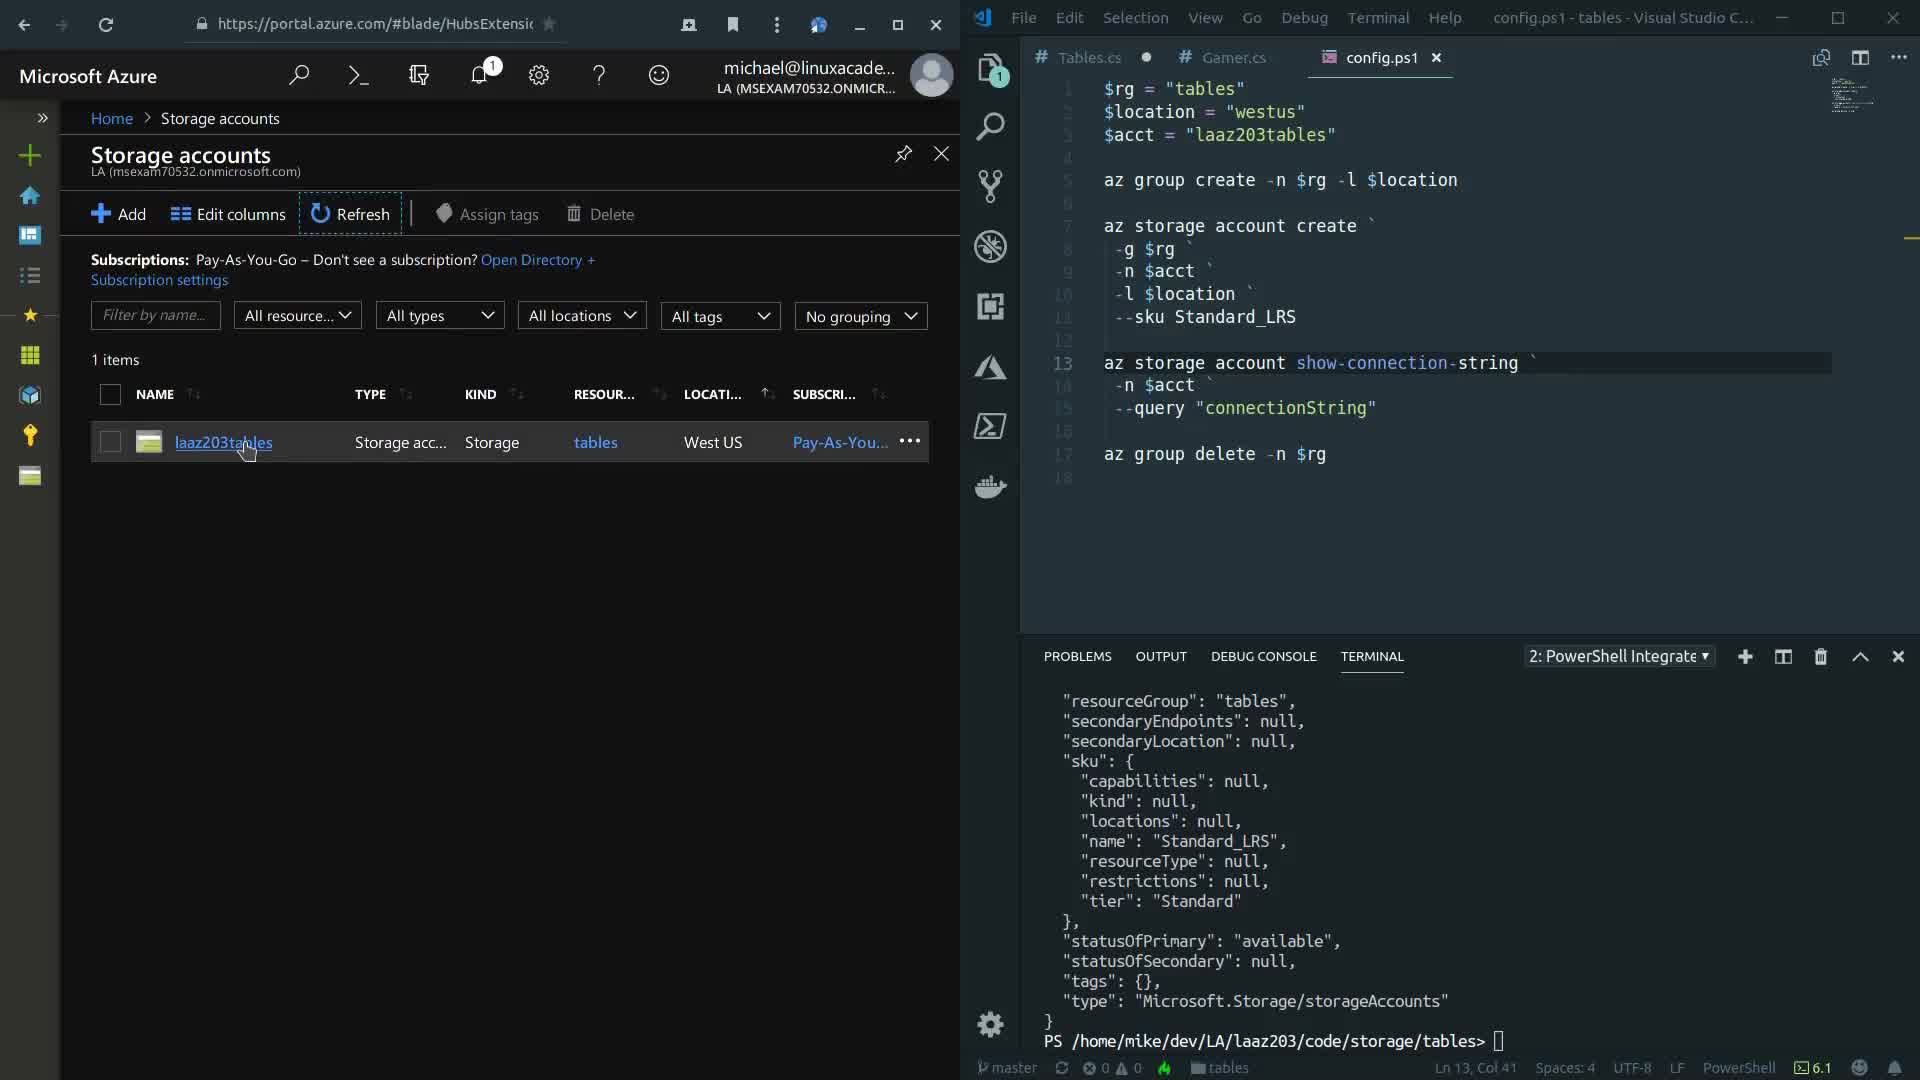 https://portal.azure.com/#blade/HubsExtensio
Microsoft Azure
1
michael@linuxacade...
LA (MSEXAM70532.ONMICR...
Home > Storage accounts
Storage accounts
LA (msexam70532.onmicrosoft.com)
Add
Edit columns
Refresh
Assign tags
Delete
Subscriptions: Pay-As-You-Go – Don't see a subscription? Open Directory +
Subscription settings
Filter by name...
All resource...
All types
All locations
All tags
No grouping
1 items
NAME
TYPE
KIND
RESOUR...
LOCATI...
SUBSCRI...
laaz203tables
Storage acc...
Storage
tables
West US
Pay-As-You...
File Edit Selection View Go Debug Terminal Help
config.ps1 - tables - Visual Studio C...
1
# Tables.cs
# Gamer.cs
config.ps1
1 $rg = "tables"
2 $location = "westus"
3 $acct = "laaz203tables"
4
5 az group create -n $rg -l $location
6
7 az storage account create `
8 -g $rg `
9 -n $acct `
10 -l $location `
11 --sku Standard_LRS
12
13 az storage account show-connection-string `
14 -n $acct `
15 --query "connectionString"
16
17 az group delete -n $rg
18
PROBLEMS OUTPUT DEBUG CONSOLE TERMINAL
2: PowerShell Integrate
"resourceGroup": "tables",
"secondaryEndpoints": null,
"secondaryLocation": null,
"sku": {
"capabilities": null,
"kind": null,
"locations": null,
"name": "Standard_LRS",
"resourceType": null,
"restrictions": null,
"tier": "Standard"
},
"statusOfPrimary": "available",
"statusOfSecondary": null,
"tags": {},
"type": "Microsoft.Storage/storageAccounts"
}
PS /home/mike/dev/LA/laaz203/code/storage/tables>
master
0
0
tables
Ln 13, Col 41
Spaces: 4
UTF-8
LF
PowerShell
6.1